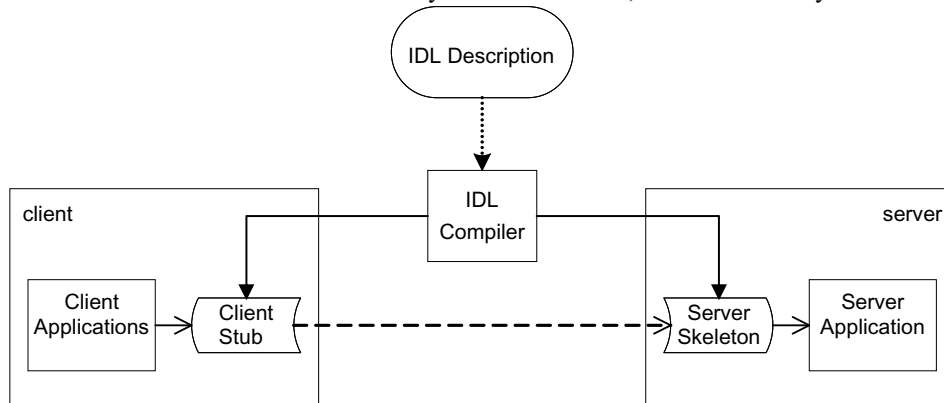 IDL Description
IDL
Compiler
client
server
Client
Applications
Client
Stub
Server
Skeleton
Server
Application